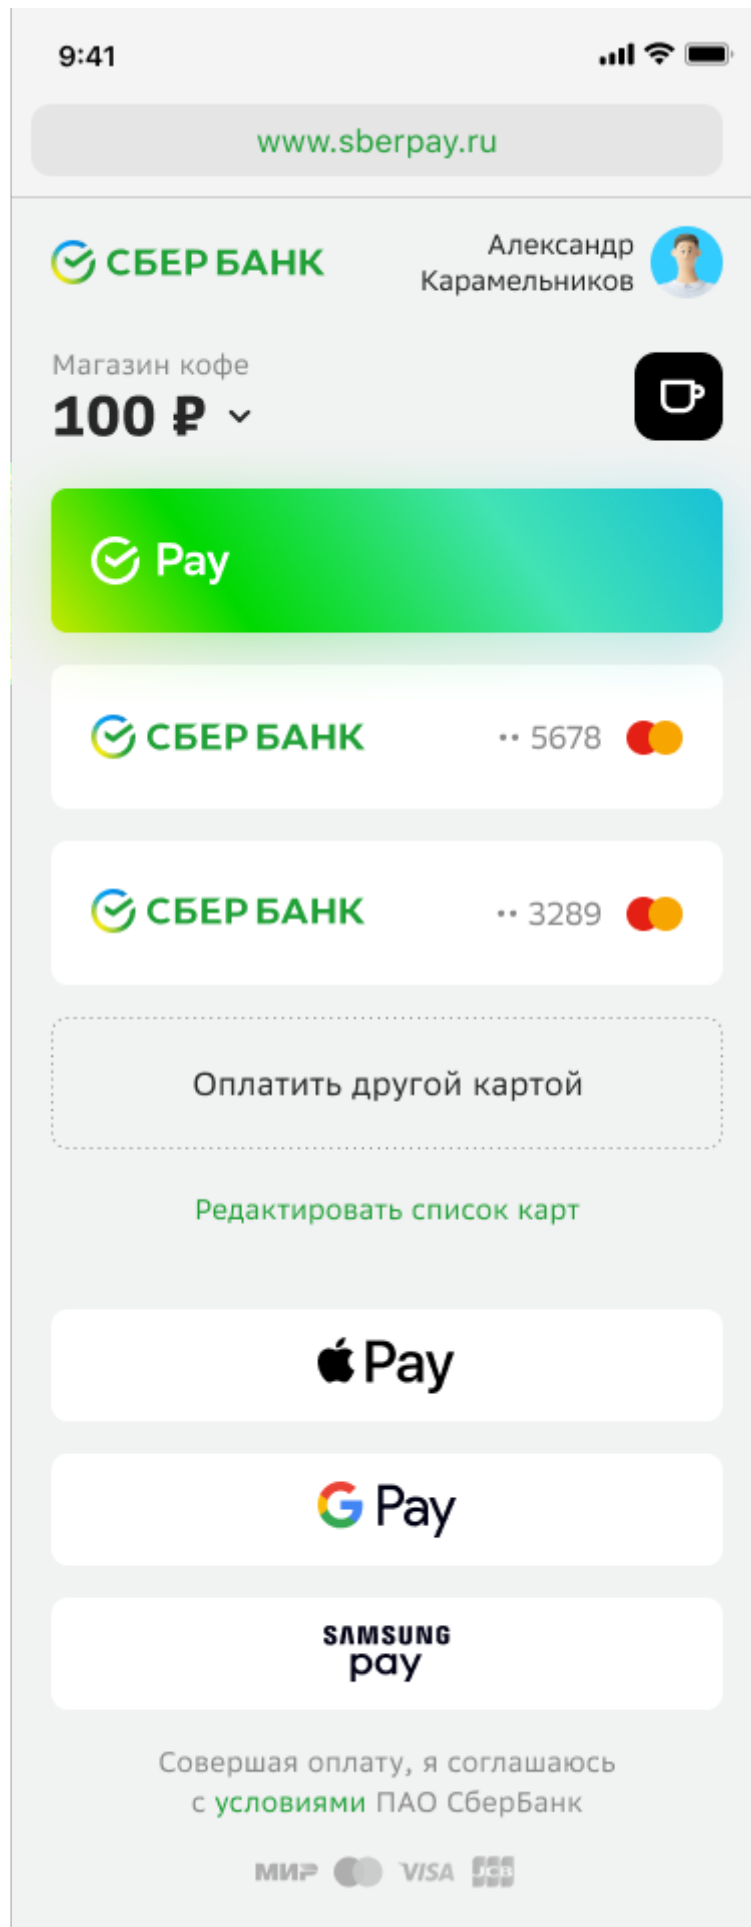 9:41
www.sberpay.ru
СБЕР БАНК
Александр
Карамельников
Магазин кофе
100 ₽
Pay
СБЕР БАНК •• 5678
СБЕР БАНК •• 3289
Оплатить другой картой
Редактировать список карт
Pay
G Pay
SAMSUNG
pay
Совершая оплату, я соглашаюсь
с условиями ПАО СберБанк
МИР VISA JCB